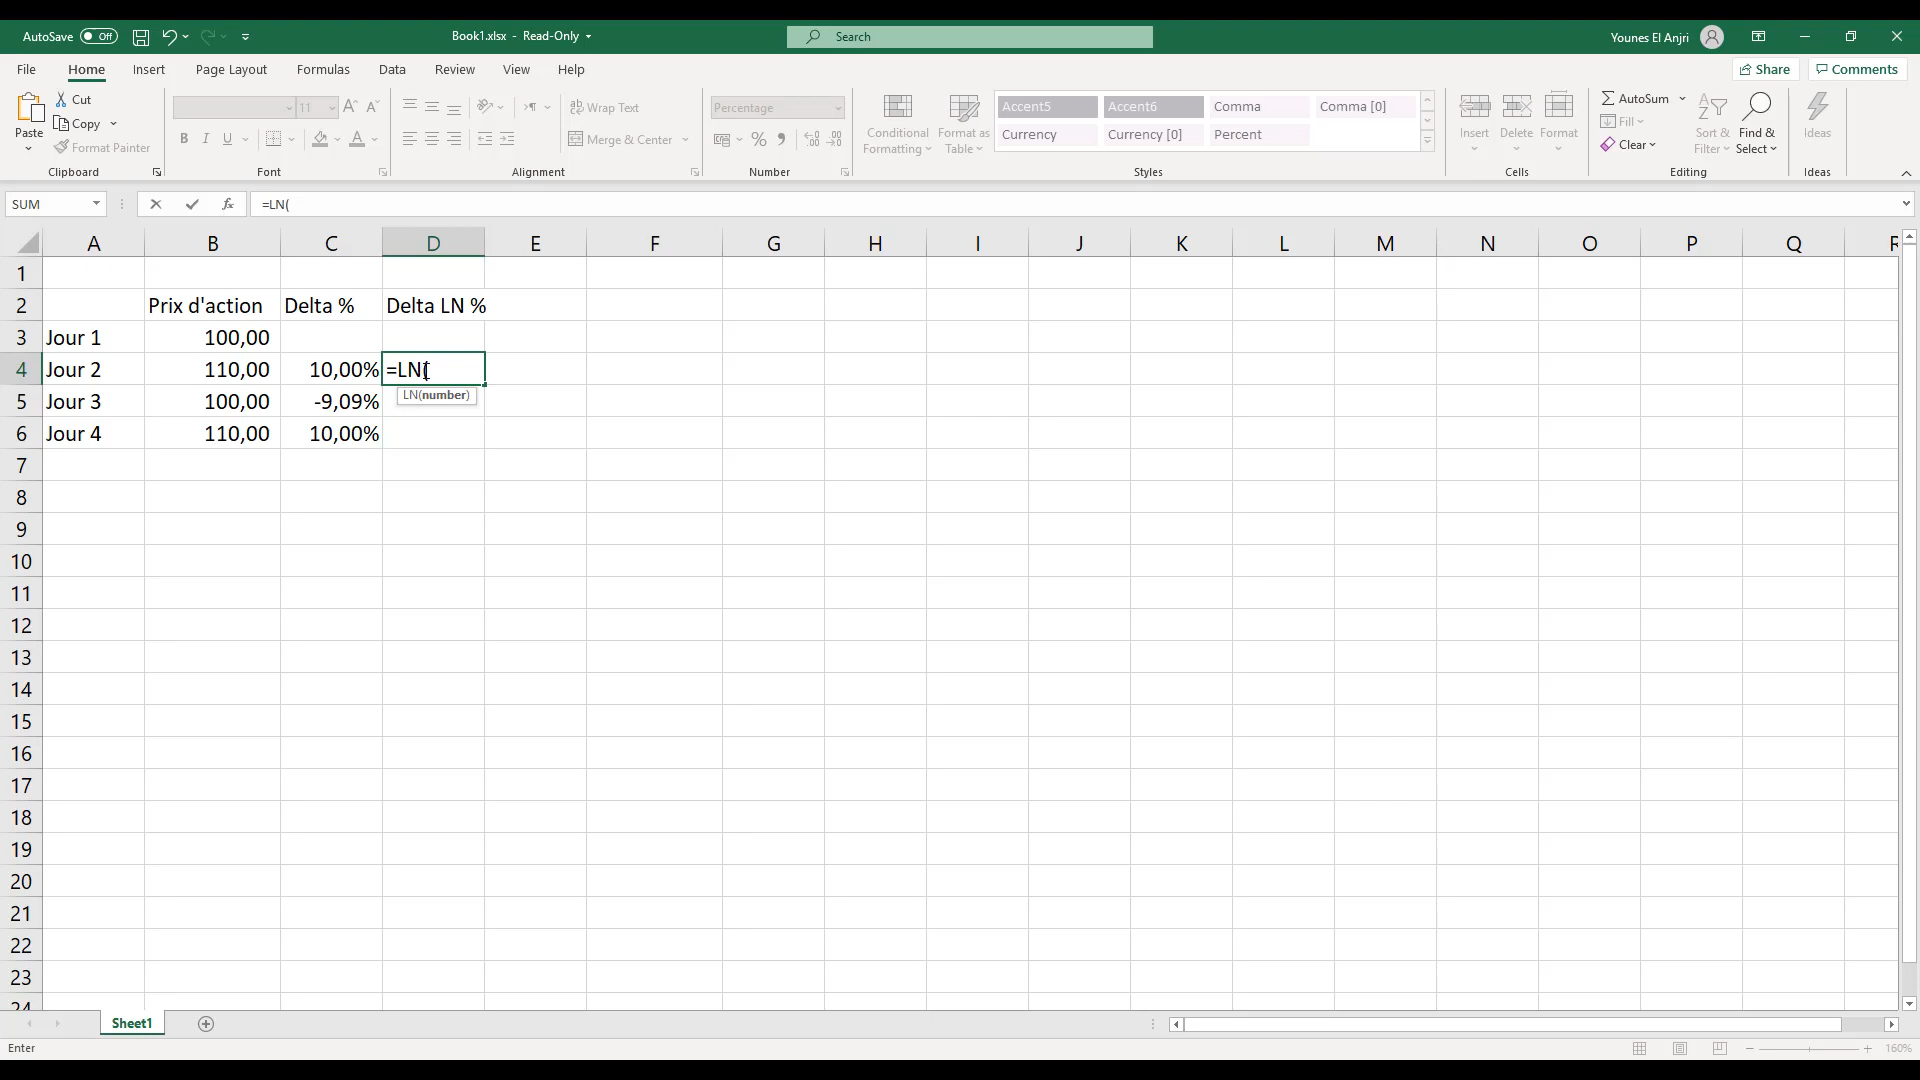 AutoSave Off Book1.xlsx - Read-Only Search Younes El Anjri
File Home Insert Page Layout Formulas Data Review View Help Share Comments
Paste Cut Copy Format Painter Clipboard
11 B I U Font
Wrap Text Merge & Center Alignment
Percentage % Number
Conditional Formatting Format as Table
Accent5 Accent6 Comma Comma [0]
Currency Currency [0] Percent
Styles
Insert Delete Format Cells
AutoSum Fill Clear Sort & Filter Find & Select Editing
Ideas Ideas
SUM fx =LN(
A B C D E F G H I J K L M N O P Q R
1
2 Prix d'action Delta % Delta LN %
3 Jour 1 100,00
4 Jour 2 110,00 10,00% =LN(
LN(number)
5 Jour 3 100,00 -9,09%
6 Jour 4 110,00 10,00%
7
8
9
10
11
12
13
14
15
16
17
18
19
20
21
22
23
24
Sheet1
Enter 160%